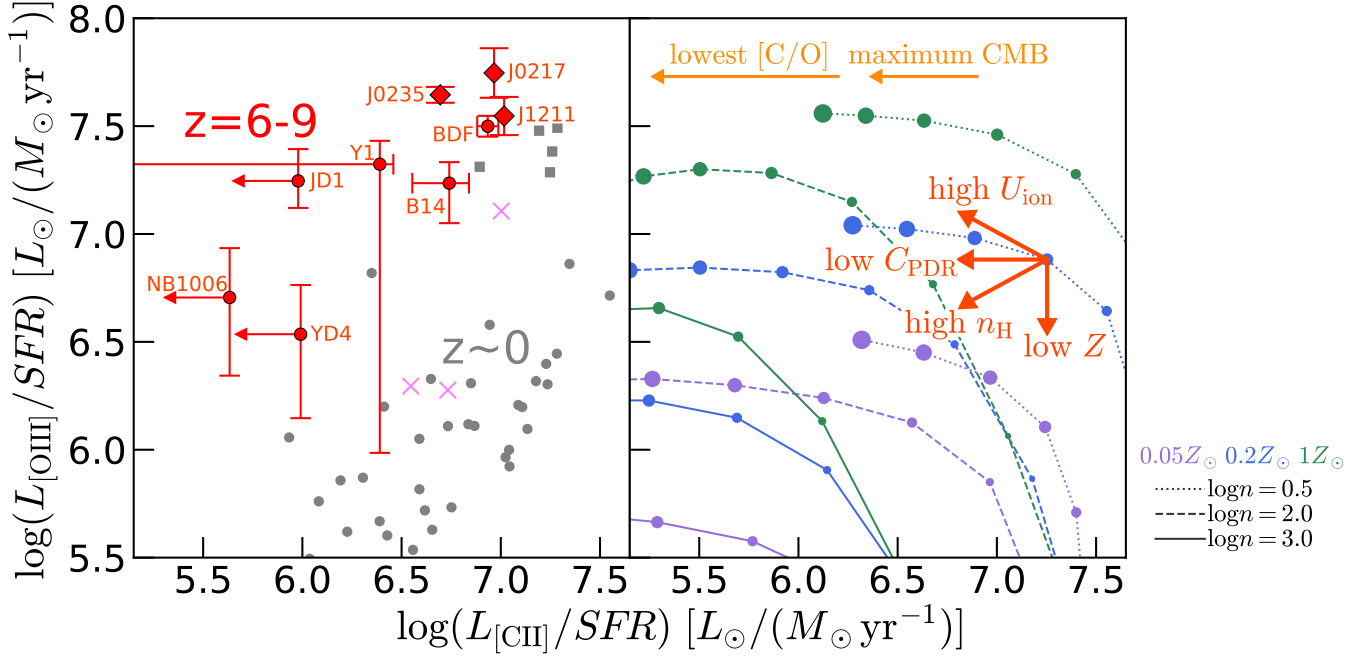 log(L[OIII]/SFR) [L⊙/(M⊙ yr⁻¹)]
8.0
7.5
7.0
6.5
6.0
5.5
z=6-9
J0217
J0235
J1211
BDF
Y1
JD1
B14
NB1006
YD4
z~0
5.5 6.0 6.5 7.0 7.5
lowest [C/O] maximum CMB
high Uion
low CPDR
high nH
low Z
5.5 6.0 6.5 7.0 7.5
log(L[CII]/SFR) [L⊙/(M⊙ yr⁻¹)]
0.05Z⊙ 0.2Z⊙ 1Z⊙
logn = 0.5
logn = 2.0
logn = 3.0